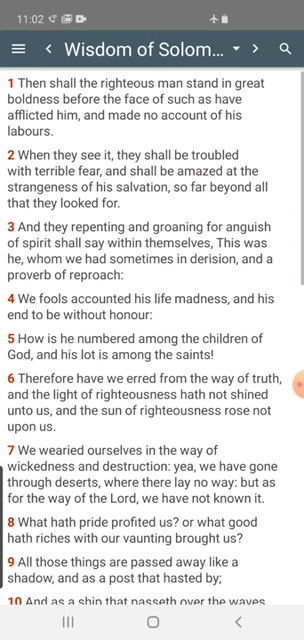 11:02
Wisdom of Solom...
1 Then shall the righteous man stand in great
boldness before the face of such as have
afflicted him, and made no account of his
labours.
2 When they see it, they shall be troubled
with terrible fear, and shall be amazed at the
strangeness of his salvation, so far beyond all
that they looked for.
3 And they repenting and groaning for anguish
of spirit shall say within themselves, This was
he, whom we had sometimes in derision, and a
proverb of reproach:
4 We fools accounted his life madness, and his
end to be without honour:
5 How is he numbered among the children of
God, and his lot is among the saints!
6 Therefore have we erred from the way of truth,
and the light of righteousness hath not shined
unto us, and the sun of righteousness rose not
upon us.
7 We wearied ourselves in the way of
wickedness and destruction: yea, we have gone
through deserts, where there lay no way: but as
for the way of the Lord, we have not known it.
8 What hath pride profited us? or what good
hath riches with our vaunting brought us?
9 All those things are passed away like a
shadow, and as a post that hasted by;
10 And as a ship that passeth over the waves